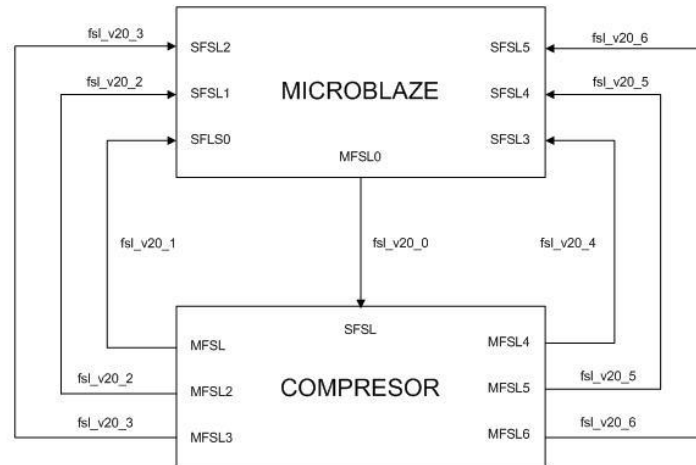 fsl_v20_3
fsl_v20_6
SFSL2
SFSL5
fsl_v20_2
MICROBLAZE
fsl_v20_5
SFSL1
SFSL4
SFLS0
SFSL3
MFSL0
fsl_v20_1
fsl_v20_0
fsl_v20_4
SFSL
MFSL
MFSL4
fsl_v20_2
MFSL2
COMPRESOR
MFSL5
fsl_v20_5
fsl_v20_3
MFSL3
MFSL6
fsl_v20_6